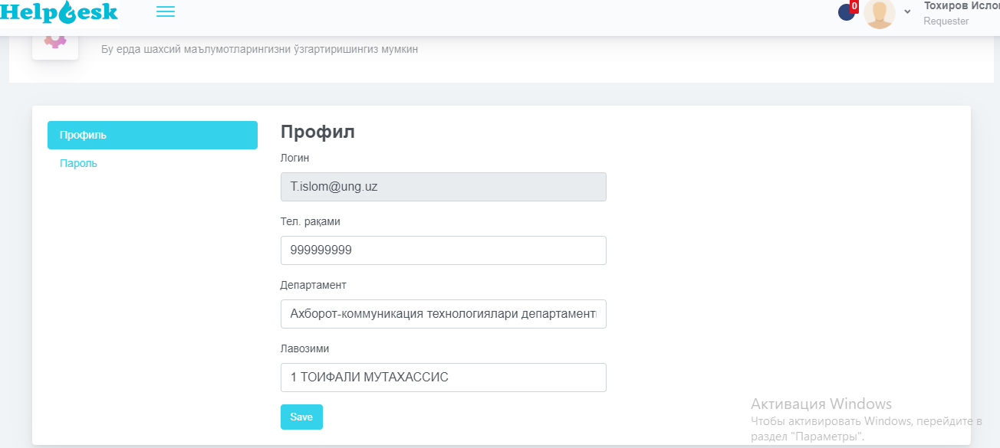 Helpdesk
0
Тохиров Исло
Requester
Бу ерда шахсий маълумотларингизни ўзгартиришингиз мумкин
Профиль
Пароль
Профил
Логин
T.islom@ung.uz
Тел. рақами
999999999
Департамент
Ахборот-коммуникация технологиялари департамент
Лавозими
1 ТОИФАЛИ МУТАХАССИС
Save
Активация Windows
Чтобы активировать Windows, перейдите в
раздел "Параметры".